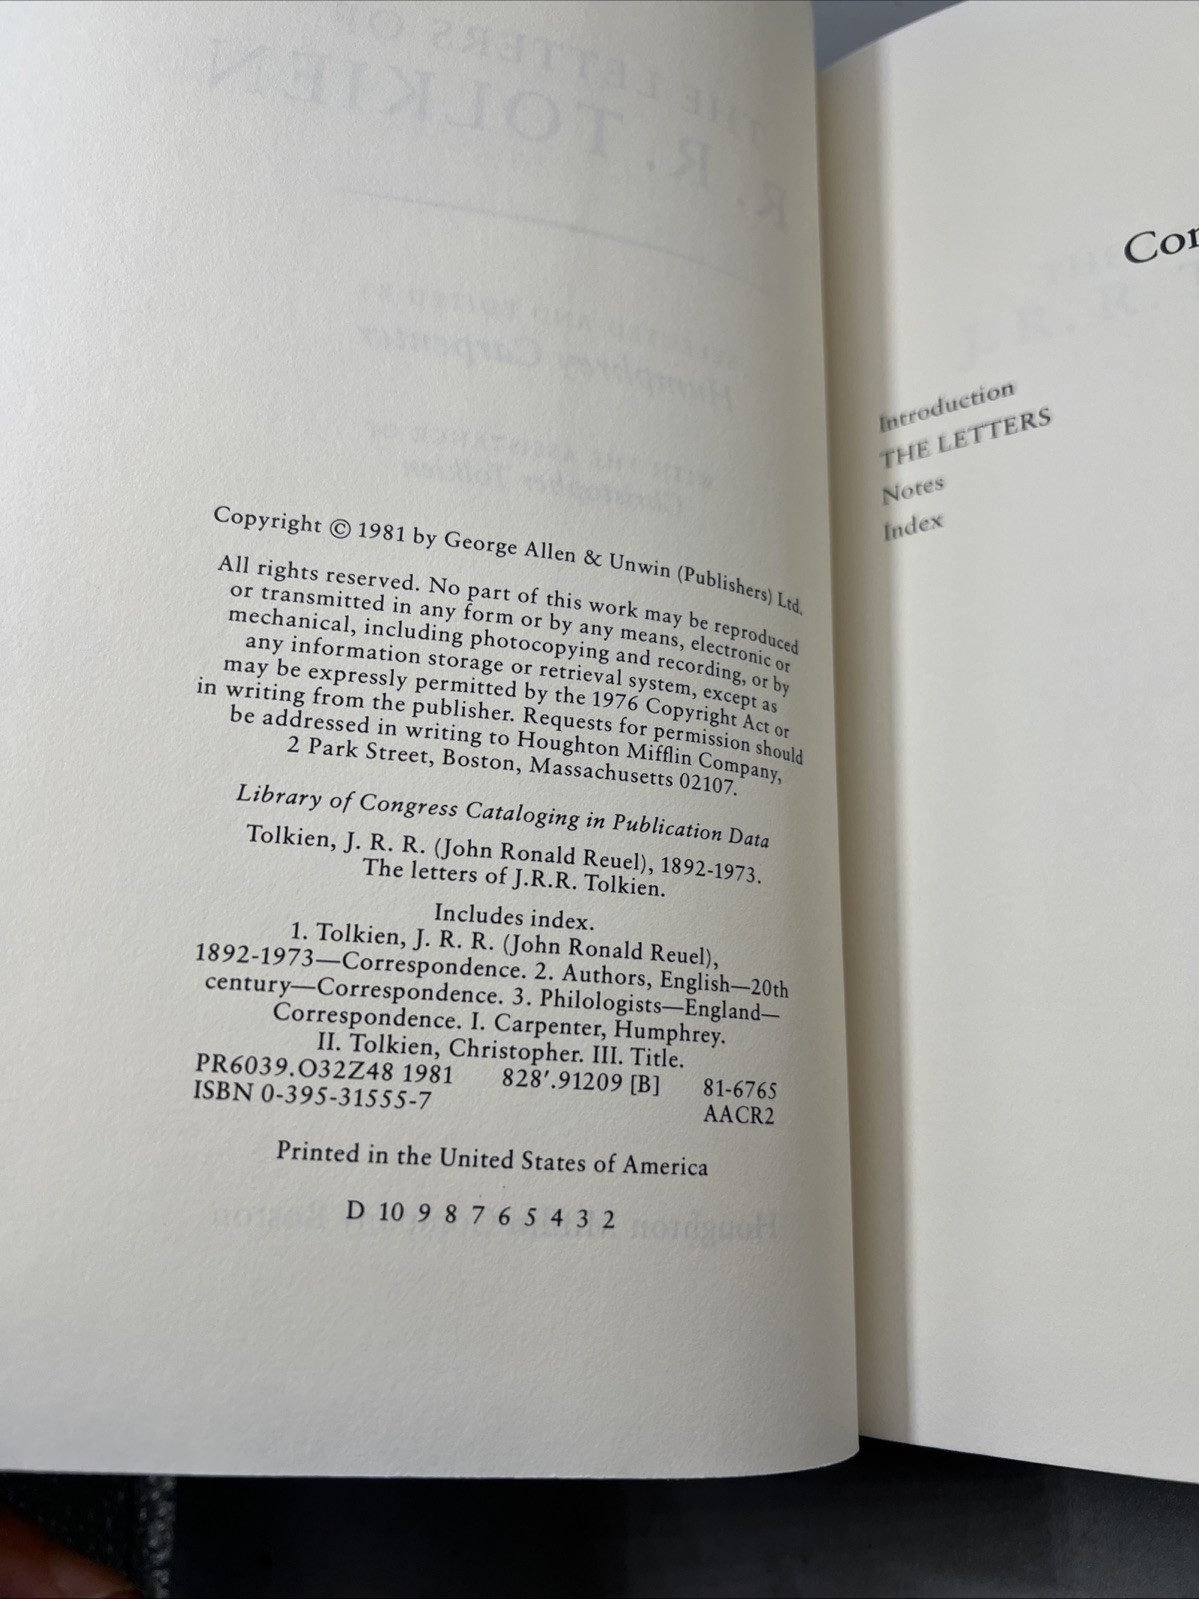 Copyright © 1981 by George Allen & Unwin (Publishers) Ltd.
All rights reserved. No part of this work may be reproduced
or transmitted in any form or by any means, electronic or
mechanical, including photocopying and recording, or by
any information storage or retrieval system, except as
may be expressly permitted by the 1976 Copyright Act or
in writing from the publisher. Requests for permission should
be addressed in writing to Houghton Mifflin Company,
2 Park Street, Boston, Massachusetts 02107.
Library of Congress Cataloging in Publication Data
Tolkien, J. R. R. (John Ronald Reuel), 1892-1973.
The letters of J.R.R. Tolkien.
Includes index.
1. Tolkien, J. R. R. (John Ronald Reuel),
1892-1973—Correspondence. 2. Authors, English—20th
century—Correspondence. 3. Philologists—England—
Correspondence. I. Carpenter, Humphrey.
II. Tolkien, Christopher. III. Title.
PR6039.O32Z48 1981 828′.91209 [B] 81-6765
ISBN 0-395-31555-7 AACR2
Printed in the United States of America
D 10 9 8 7 6 5 4 3 2
Con
Introduction
THE LETTERS
Notes
Index